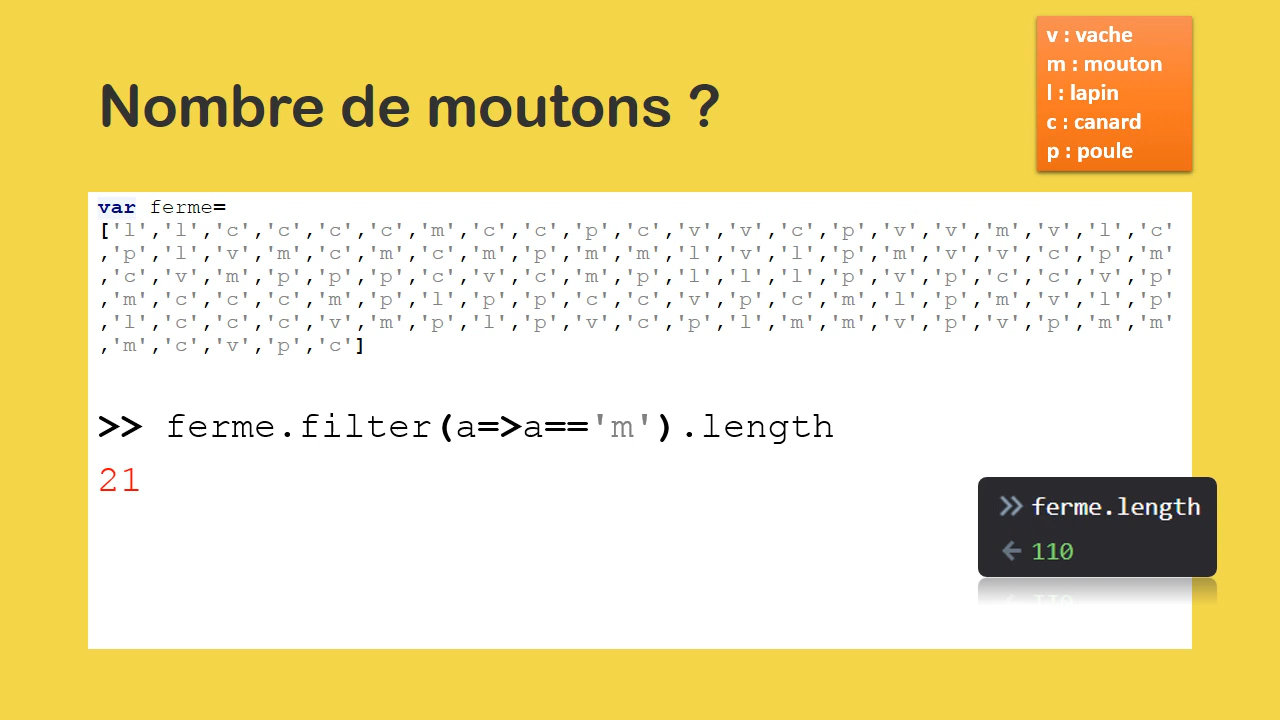 v : vache
m : mouton
l : lapin
c : canard
p : poule
Nombre de moutons ?
var ferme=
['l','l','c','c','c','c','m','c','c','p','c','v','v','c','p','v','v','m','v','l','c'
,'p','l','v','m','c','m','c','m','p','m','m','l','v','l','p','m','v','v','c','p','m'
,'c','v','m','p','p','p','c','v','c','m','p','l','l','l','p','v','p','c','c','v','p'
,'m','c','c','c','m','p','l','p','p','c','c','v','p','c','m','l','p','m','v','l','p'
,'l','c','c','c','v','m','p','l','p','v','c','p','l','m','m','v','p','v','p','m','m'
,'m','c','v','p','c']
>> ferme.filter(a=>a=='m').length
21
ferme.length
110